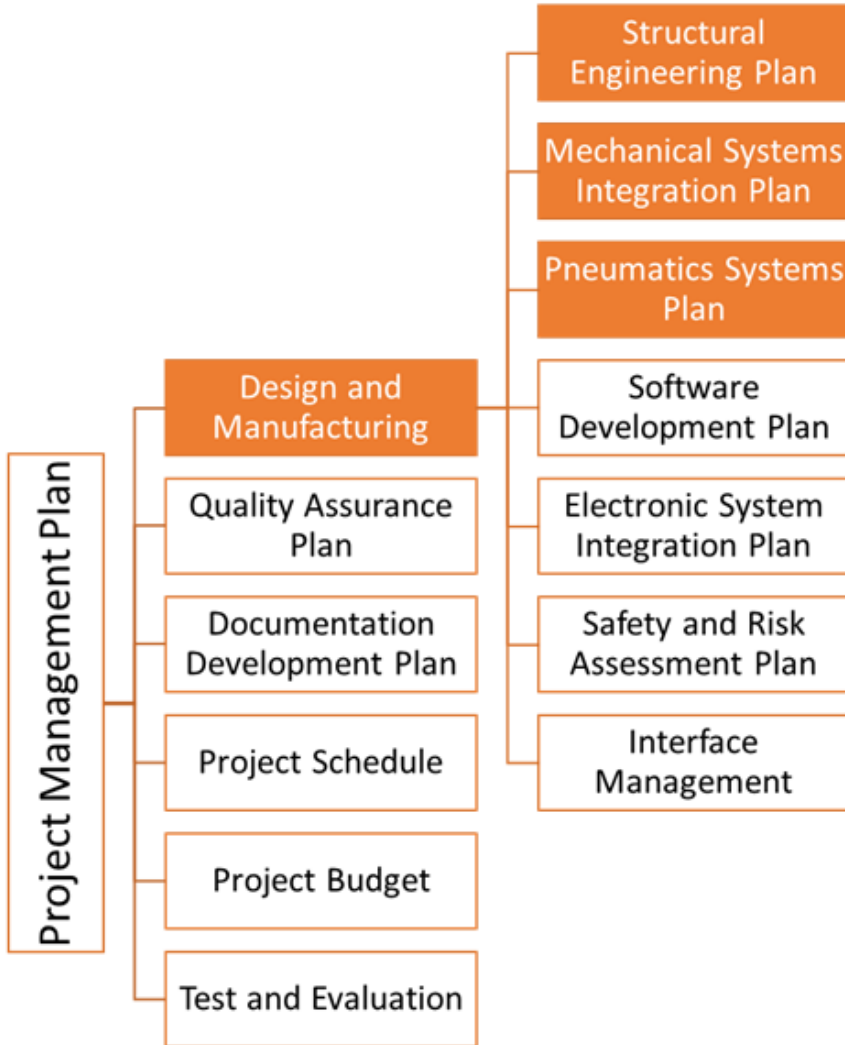 Project Management Plan
Design and
Manufacturing
Quality Assurance
Plan
Documentation
Development Plan
Project Schedule
Project Budget
Test and Evaluation
Structural
Engineering Plan
Mechanical Systems
Integration Plan
Pneumatics Systems
Plan
Software
Development Plan
Electronic System
Integration Plan
Safety and Risk
Assessment Plan
Interface
Management